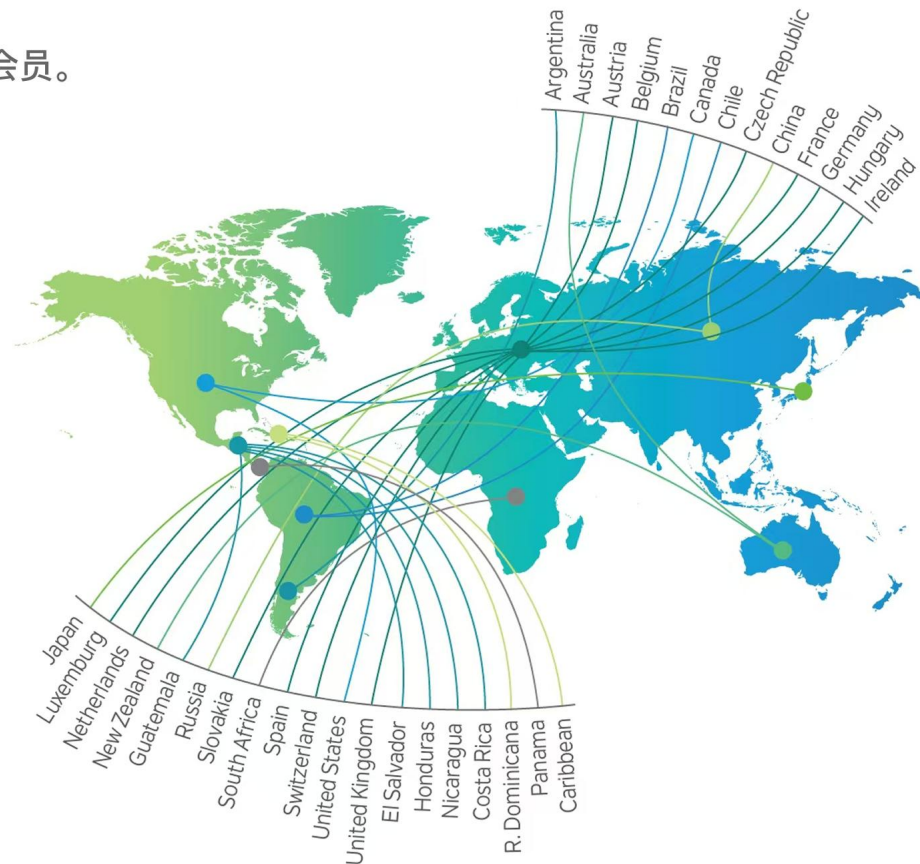 会员。
Argentina
Australia
Austria
Belgium
Brazil
Canada
Chile
Czech Republic
China
France
Germany
Hungary
Ireland
Japan
Luxemburg
Netherlands
New Zealand
Guatemala
Russia
Slovakia
South Africa
Spain
Switzerland
United States
United Kingdom
El Salvador
Honduras
Nicaragua
Costa Rica
R. Dominicana
Panama
Caribbean